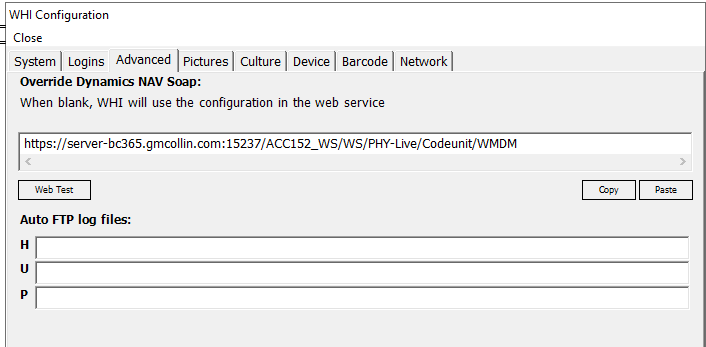 WHI Configuration
Close
System Logins Advanced Pictures Culture Device Barcode Network
Override Dynamics NAV Soap:
When blank, WHI will use the configuration in the web service
https://server-bc365.gmcollin.com:15237/ACC152_WS/WS/PHY-Live/Codeunit/WMDM
Web Test Copy Paste
Auto FTP log files:
H
U
P